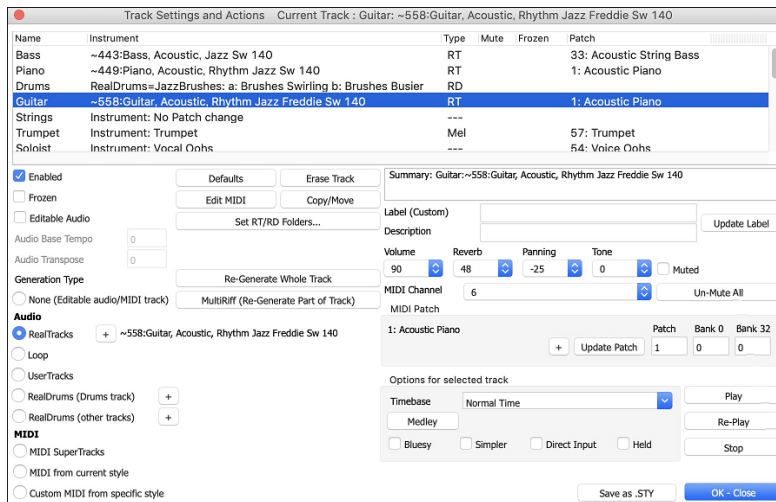 Track Settings and Actions Current Track : Guitar: ~558:Guitar, Acoustic, Rhythm Jazz Freddie Sw 140
Name Instrument Type Mute Frozen Patch
Bass ~443:Bass, Acoustic, Jazz Sw 140 RT 33: Acoustic String Bass
Piano ~449:Piano, Acoustic, Rhythm Jazz Sw 140 RT 1: Acoustic Piano
Drums RealDrums=JazzBrushes: a: Brushes Swirling b: Brushes Busier RD
Guitar ~558:Guitar, Acoustic, Rhythm Jazz Freddie Sw 140 RT 1: Acoustic Piano
Strings Instrument: No Patch change ---
Trumpet Instrument: Trumpet Mel 57: Trumpet
Soloist Instrument: Vocal Oohs --- 54: Voice Oohs
Enabled Defaults Erase Track Summary: Guitar:~558:Guitar, Acoustic, Rhythm Jazz Freddie Sw 140
Frozen Edit MIDI Copy/Move
Editable Audio Set RT/RD Folders... Label (Custom) Update Label
Description
Audio Base Tempo 0
Audio Transpose 0
Volume Reverb Panning Tone
90 48 -25 0 Muted
Generation Type Re-Generate Whole Track
MIDI Channel 6 Un-Mute All
None (Editable audio/MIDI track) MultiRiff (Re-Generate Part of Track)
MIDI Patch
Audio
RealTracks + ~558:Guitar, Acoustic, Rhythm Jazz Freddie Sw 140
1: Acoustic Piano Patch Bank 0 Bank 32
+ Update Patch 1 0 0
Loop
UserTracks
Options for selected track
RealDrums (Drums track) +
Timebase Normal Time Play
RealDrums (other tracks) +
Medley Re-Play
MIDI
Bluesy Simpler Direct Input Held Stop
MIDI SuperTracks
MIDI from current style
Custom MIDI from specific style Save as .STY OK - Close